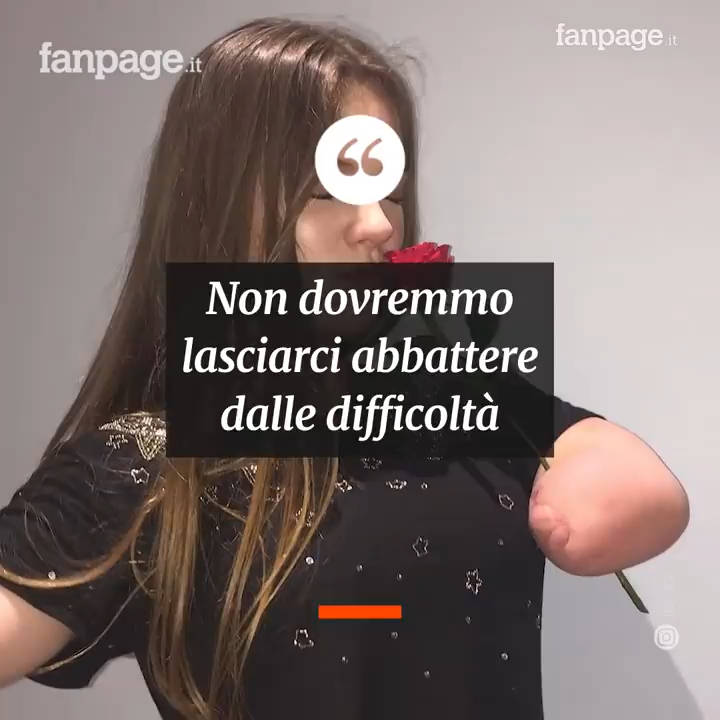 fanpage.it
fanpage.it
“
Non dovremmo
lasciarci abbattere
dalle difficoltà